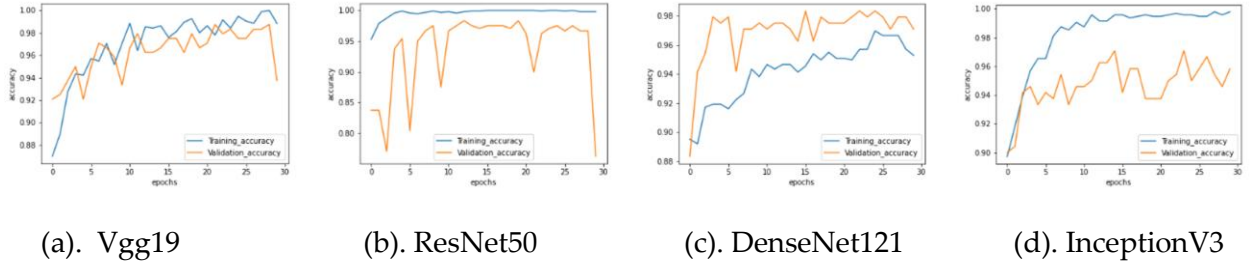 1.00
0.98
0.96
0.94
0.92
0.90
0.88
accuracy
0 5 10 15 20 25 30
epochs
Training_accuracy
Validation_accuracy
(a). Vgg19
1.00
0.95
0.90
0.85
0.80
accuracy
0 5 10 15 20 25 30
epochs
Training_accuracy
Validation_accuracy
(b). ResNet50
0.98
0.96
0.94
0.92
0.90
0.88
accuracy
0 5 10 15 20 25 30
epochs
Training_accuracy
Validation_accuracy
(c). DenseNet121
1.00
0.98
0.96
0.94
0.92
0.90
accuracy
0 5 10 15 20 25 30
epochs
Training_accuracy
Validation_accuracy
(d). InceptionV3